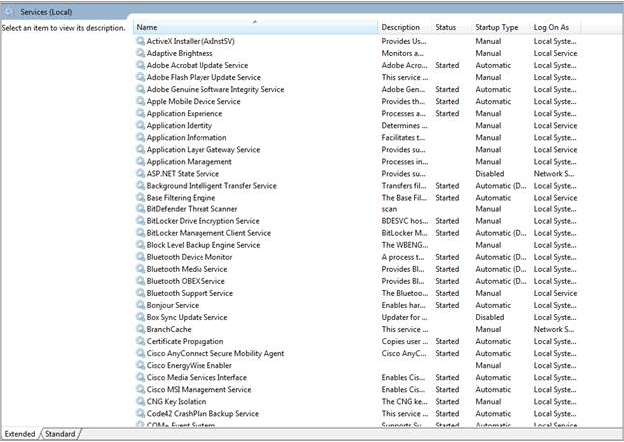 Services (Local)
Select an item to view its description.
Name Description Status Startup Type Log On As
ActiveX Installer (AxInstSV) Provides Us... Manual Local Syste...
Adaptive Brightness Monitors a... Manual Local Service
Adobe Acrobat Update Service Adobe Acro... Started Automatic Local Syste...
Adobe Flash Player Update Service This service ... Manual Local Syste...
Adobe Genuine Software Integrity Service Adobe Gen... Started Automatic Local Syste...
Apple Mobile Device Service Provides th... Started Automatic Local Syste...
Application Experience Processes a... Started Manual Local Syste...
Application Identity Determines ... Manual Local Service
Application Information Facilitates t... Manual Local Syste...
Application Layer Gateway Service Provides su... Manual Local Service
Application Management Processes in... Manual Local Syste...
ASP.NET State Service Provides su... Disabled Network S...
Background Intelligent Transfer Service Transfers fil... Started Automatic (D... Local Syste...
Base Filtering Engine The Base Fil... Started Automatic Local Service
BitDefender Threat Scanner scan Manual Local Syste...
BitLocker Drive Encryption Service BDESVC hos... Started Manual Local Syste...
BitLocker Management Client Service BitLocker M... Started Automatic (D... Local Syste...
Block Level Backup Engine Service The WBENG... Manual Local Syste...
Bluetooth Device Monitor A process t... Started Automatic (D... Local Syste...
Bluetooth Media Service Provides Bl... Started Automatic (D... Local Syste...
Bluetooth OBEX Service Provides Bl... Started Automatic (D... Local Syste...
Bluetooth Support Service The Bluetoo... Started Manual Local Service
Bonjour Service Enables har... Started Automatic Local Syste...
Box Sync Update Service Updater for ... Disabled Local Syste...
BranchCache This service ... Manual Network S...
Certificate Propagation Copies user ... Started Manual Local Syste...
Cisco AnyConnect Secure Mobility Agent Cisco AnyC... Started Automatic Local Syste...
Cisco EnergyWise Enabler Manual Local Syste...
Cisco Media Services Interface Enables Cis... Started Automatic Local Syste...
Cisco MSI Management Service Enables Cis... Started Automatic Local Syste...
CNG Key Isolation The CNG ke... Started Manual Local Syste...
Code42 CrashPlan Backup Service This service ... Started Automatic Local Syste...
COM+ Event System Supports Sy... Started Automatic Local Service
Extended Standard